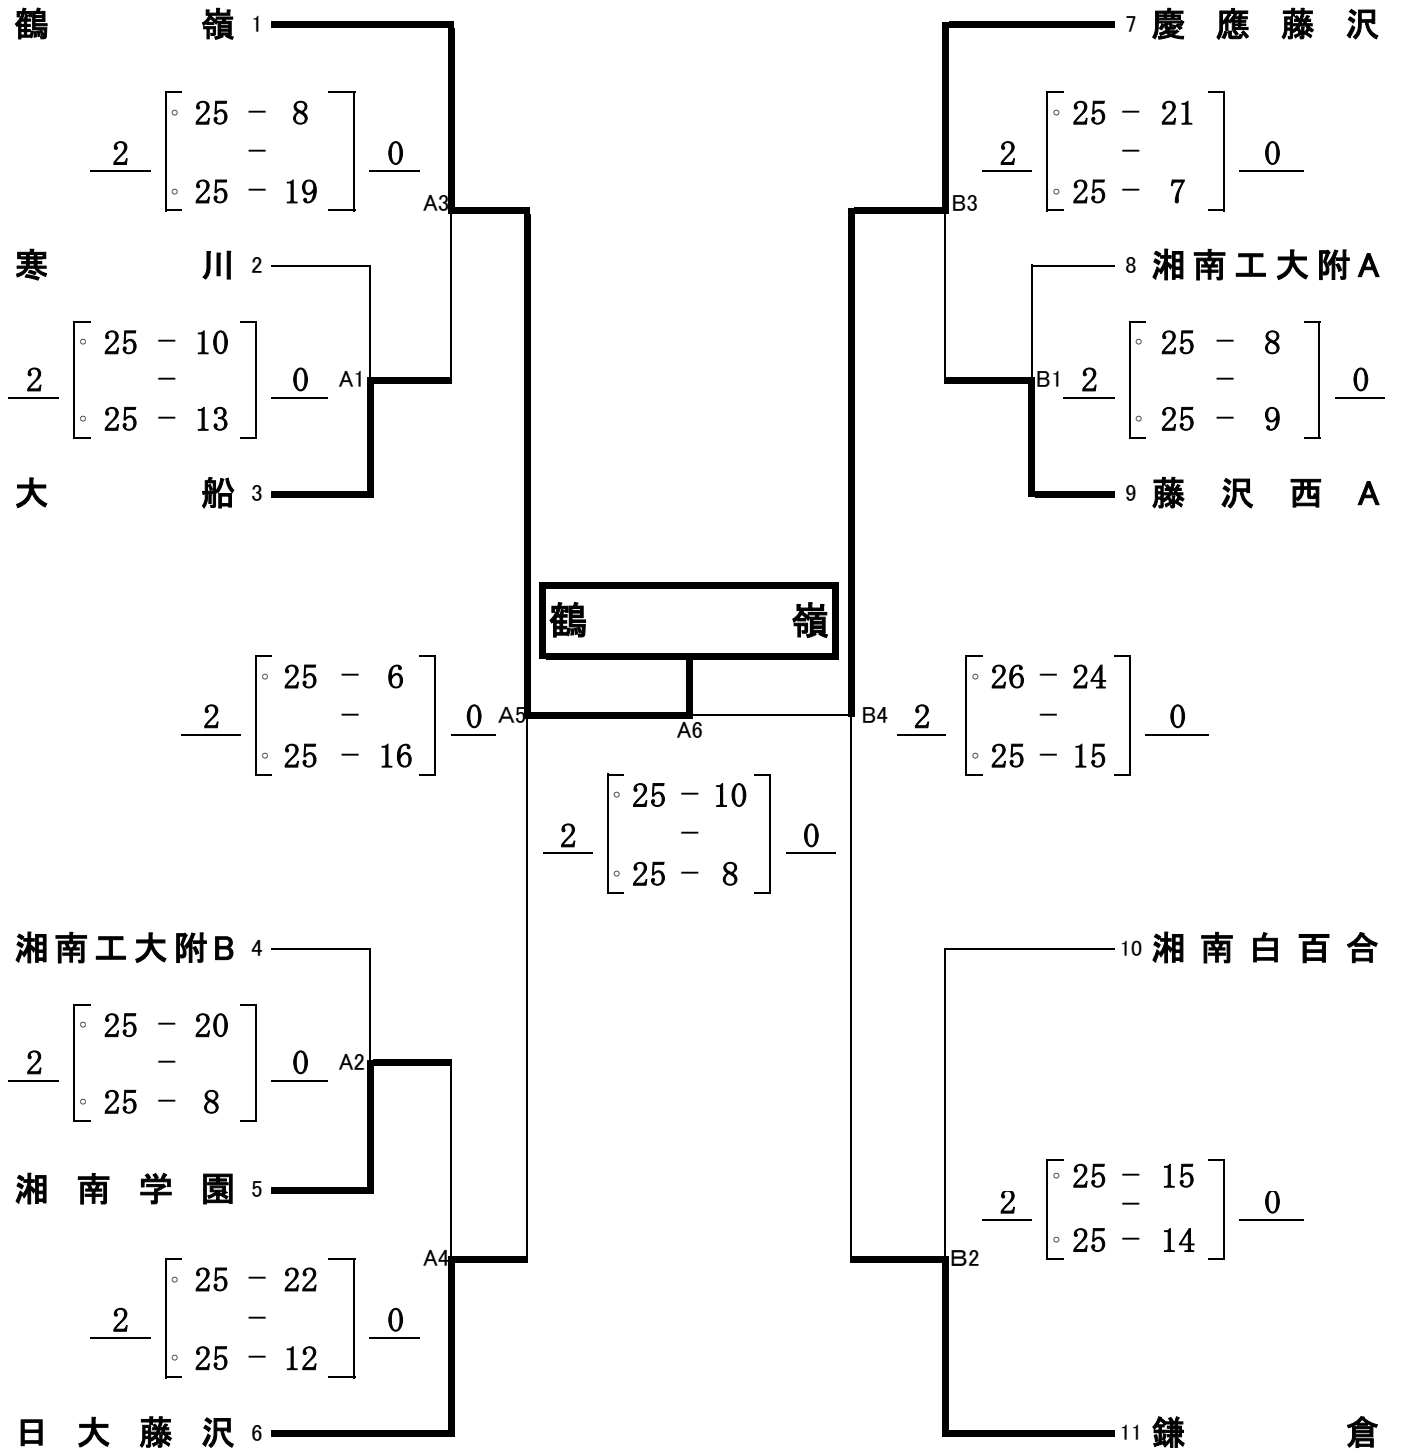 鶴嶺 1
7 慶應藤沢
25 － 8
2 － 0
25 － 19
25 － 21
2 － 0
25 － 7
A3
B3
寒川 2
8 湘南工大附A
25 － 10
2 － 0
25 － 13
A1
B1
25 － 8
2 － 0
25 － 9
大船 3
9 藤沢西A
鶴嶺
25 － 6
2 － 0
25 － 16
A5
A6
B4
26 － 24
2 － 0
25 － 15
25 － 10
2 － 0
25 － 8
湘南工大附B 4
10 湘南白百合
25 － 20
2 － 0
25 － 8
A2
湘南学園 5
25 － 15
2 － 0
25 － 14
A4
B2
25 － 22
2 － 0
25 － 12
日大藤沢 6
11 鎌倉